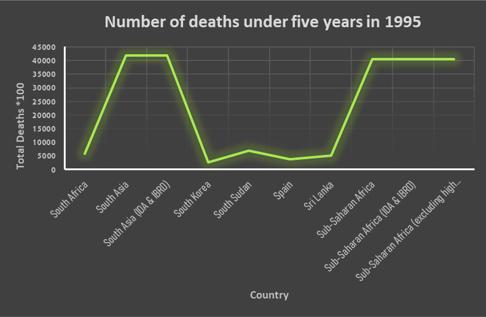 Number of deaths under five years in 1995
Total Deaths *100
45000
40000
35000
30000
25000
20000
15000
10000
5000
0
South Africa
South Asia
South Asia (IDA & IBRD)
South Korea
South Sudan
Spain
Sri Lanka
Sub-Saharan Africa
Sub-Saharan Africa (IDA & IBRD)
Sub-Saharan Africa (excluding high...
Country